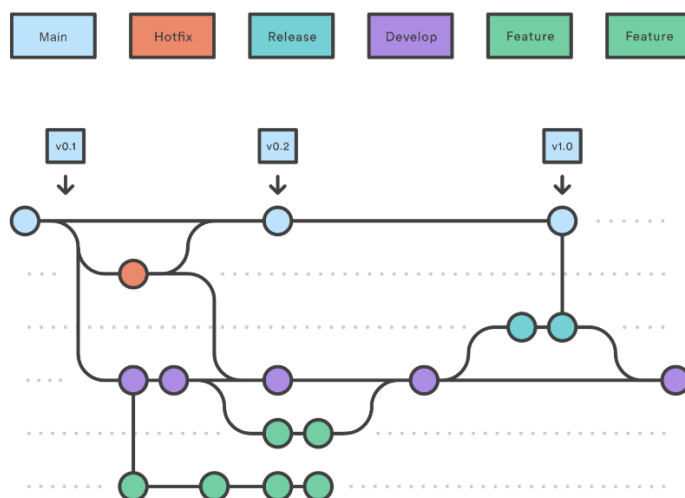 Main
Hotfix
Release
Develop
Feature
Feature
v0.1
v0.2
v1.0